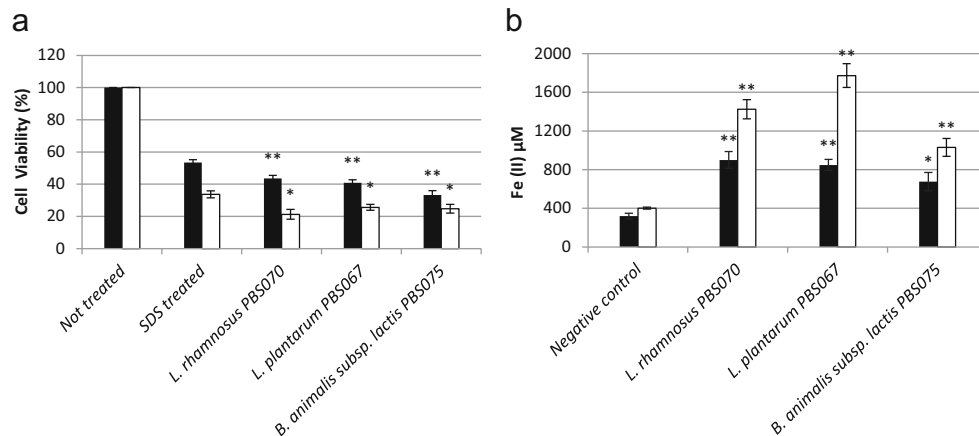 a
120
100
80
60
40
20
0
Cell Viability (%)
**
*
**
*
**
*
Not treated
SDS treated
L. rhamnosus PBS070
L. plantarum PBS067
B. animalis subsp. lactis PBS075
b
2000
1600
1200
800
400
0
Fe (II) µM
**
**
**
**
*
**
Negative control
L. rhamnosus PBS070
L. plantarum PBS067
B. animalis subsp. lactis PBS075